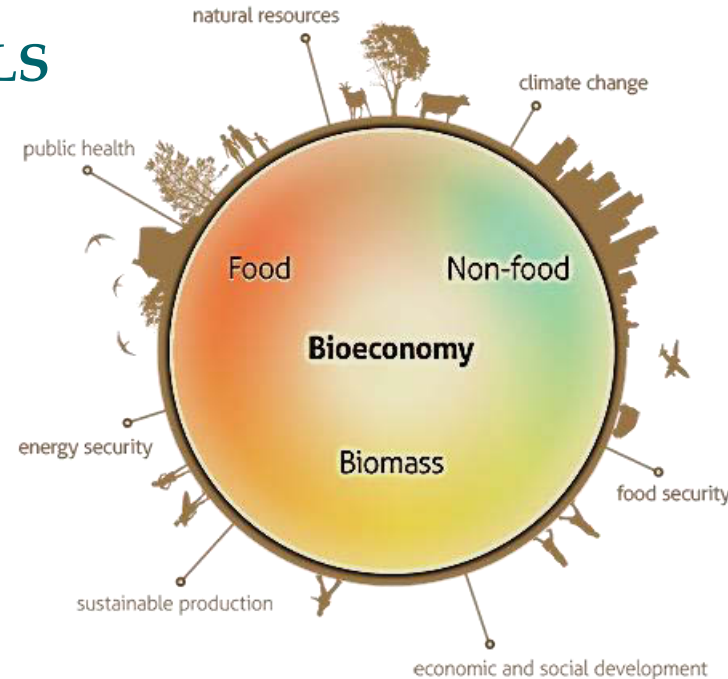 LS
natural resources
climate change
public health
Food
Non-food
Bioeconomy
Biomass
energy security
food security
sustainable production
economic and social development